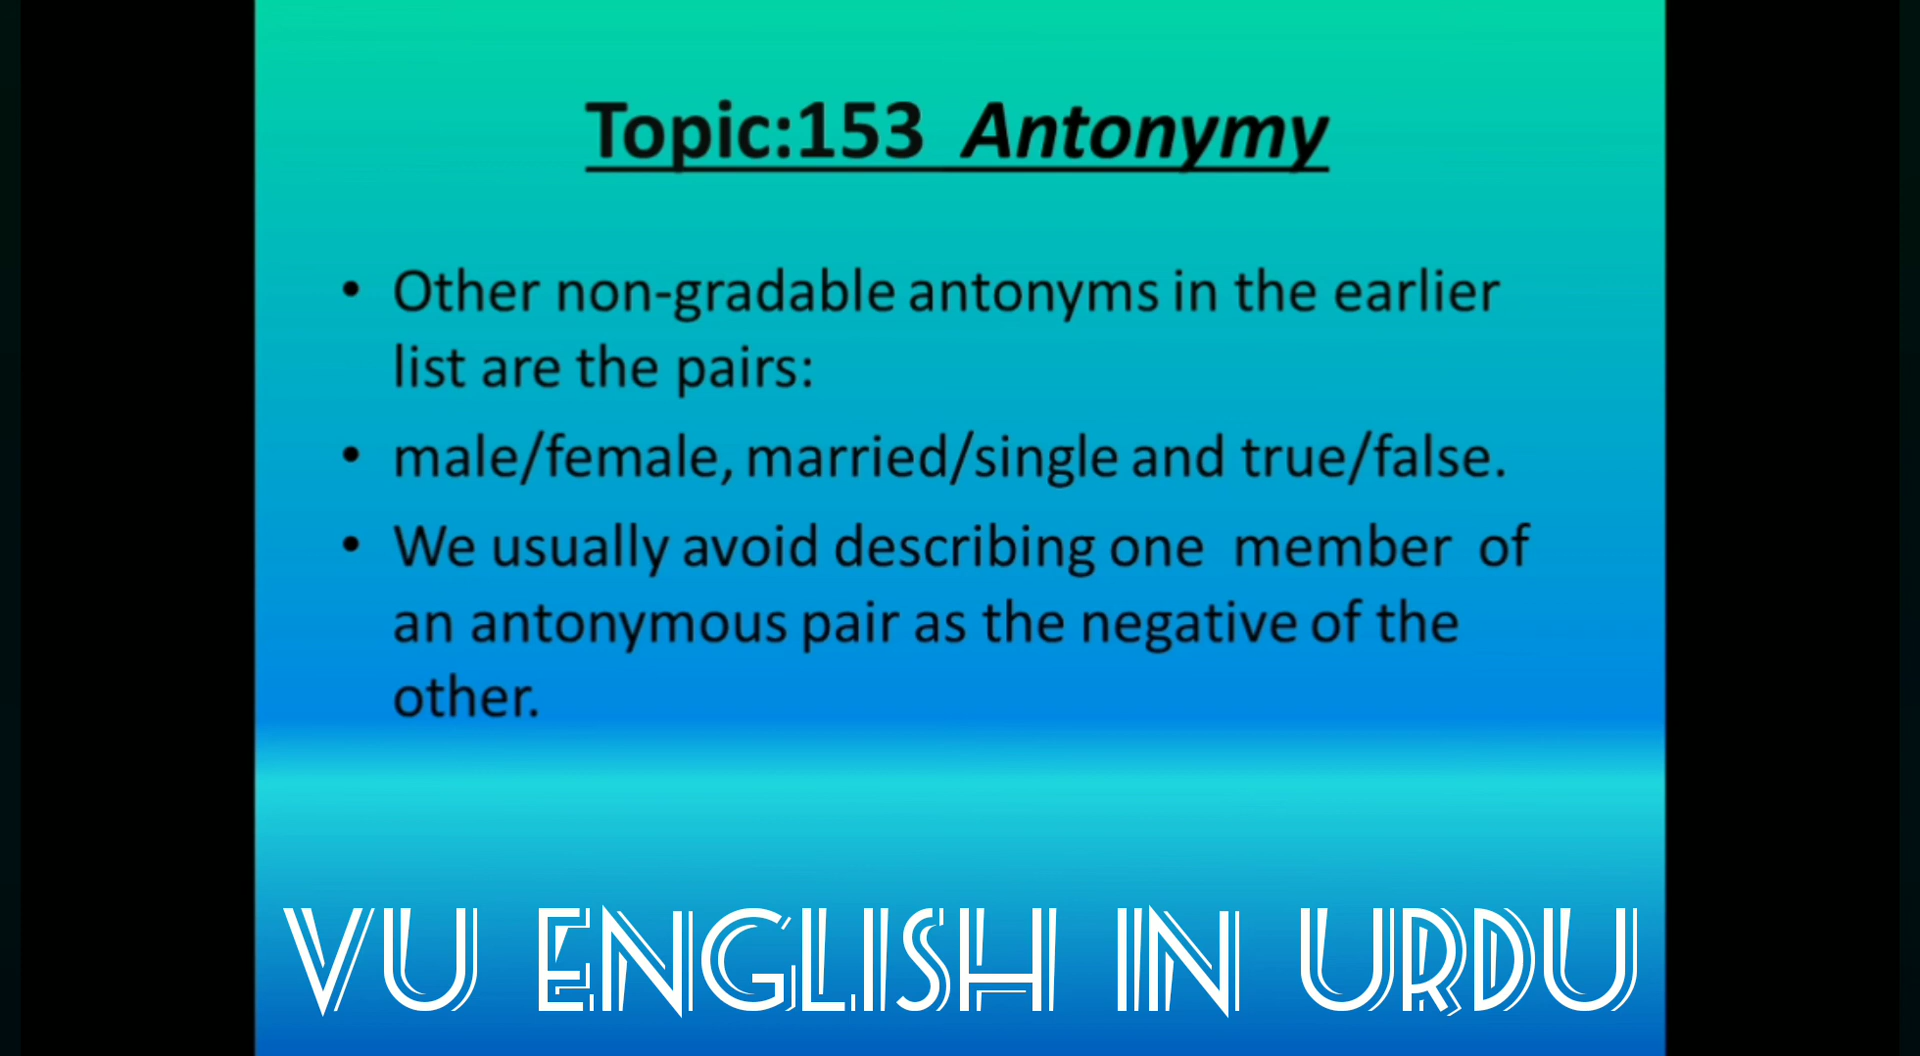 Topic:153 Antonymy
• Other non-gradable antonyms in the earlier
list are the pairs:
• male/female, married/single and true/false.
• We usually avoid describing one member of
an antonymous pair as the negative of the
other.
VU ENGLISH IN URDU